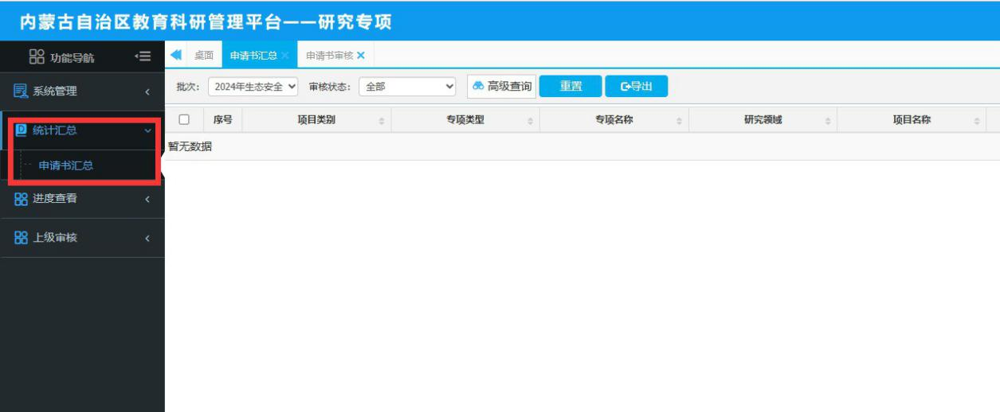 内蒙古自治区教育科研管理平台——研究专项
功能导航
桌面 申请书汇总 申请书审核
系统管理
批次： 2024年生态安全 审核状态： 全部 高级查询 重置 导出
序号 项目类别 专项类型 专项名称 研究领域 项目名称
统计汇总
暂无数据
申请书汇总
进度查看
上级审核